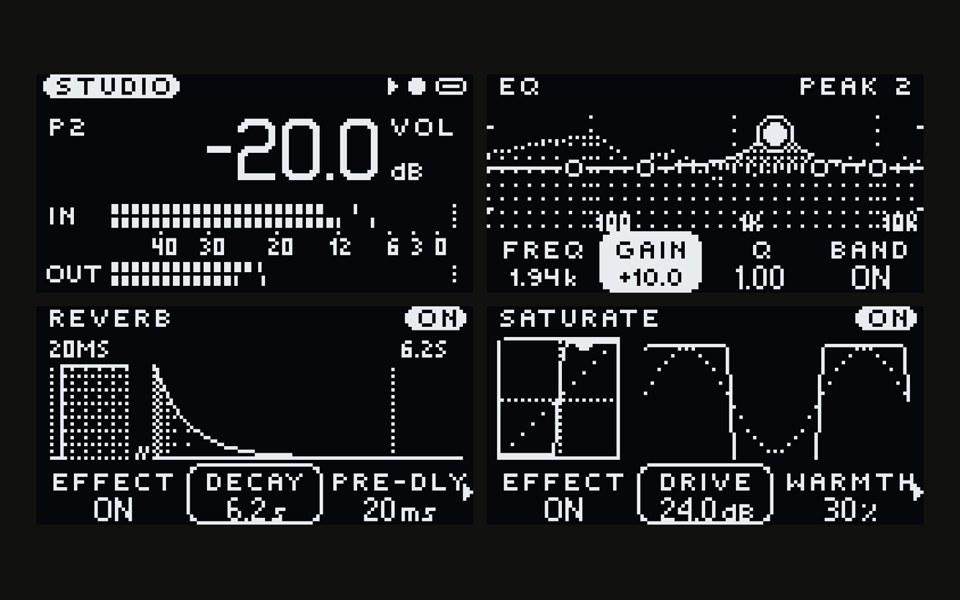 STUDIO
P2 -20.0 VOL
dB
IN
40 30 20 12 6 3 0
OUT
EQ PEAK 2
100 1K 10K
FREQ GAIN Q BAND
1.94k +10.0 1.00 ON
REVERB ON
20MS 6.2S
EFFECT DECAY PRE-DLY
ON 6.2s 20ms
SATURATE ON
EFFECT DRIVE WARMTH
ON 24.0dB 30%